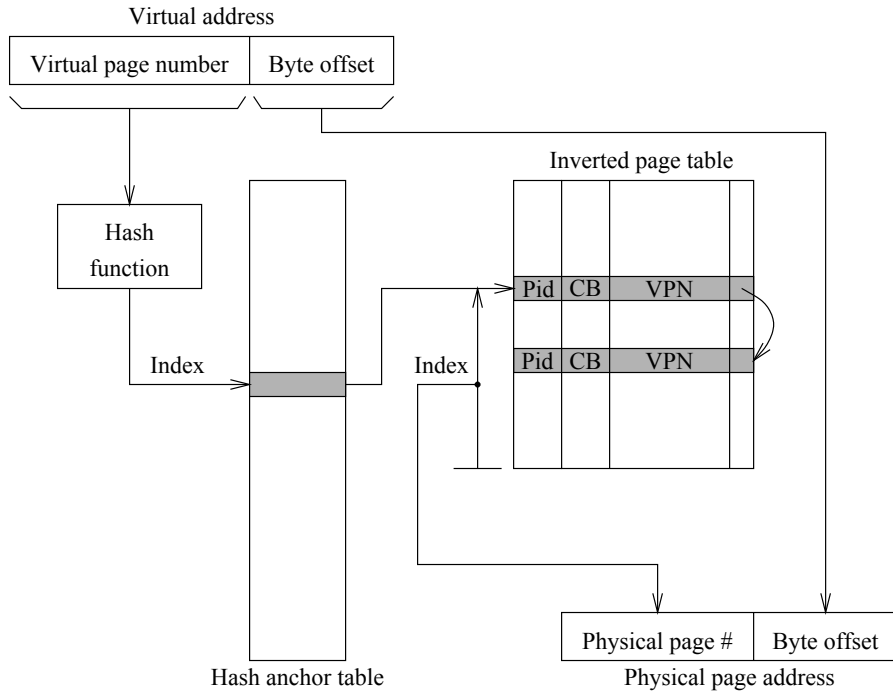 Virtual address
Virtual page number
Byte offset
Inverted page table
Hash
function
Pid
CB
VPN
Index
Pid
CB
VPN
Index
Physical page #
Byte offset
Hash anchor table
Physical page address